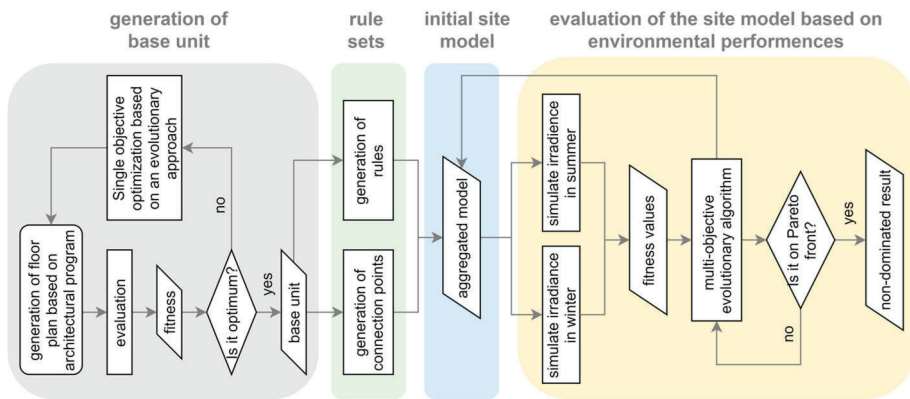 generation of
base unit
rule
sets
initial site
model
evaluation of the site model based on
environmental performences
Single objective
optimization based
on an evolutionary
approach
generation of floor
plan based on
architectural program
evaluation
fitness
Is it optimum?
no
yes
base unit
generation of
rules
generation of
connection points
aggregated model
simulate irradience
in summer
simulate irradiance
in winter
fitness values
multi-objective
evolutionary algorithm
Is it on Pareto
front?
no
yes
non-dominated result